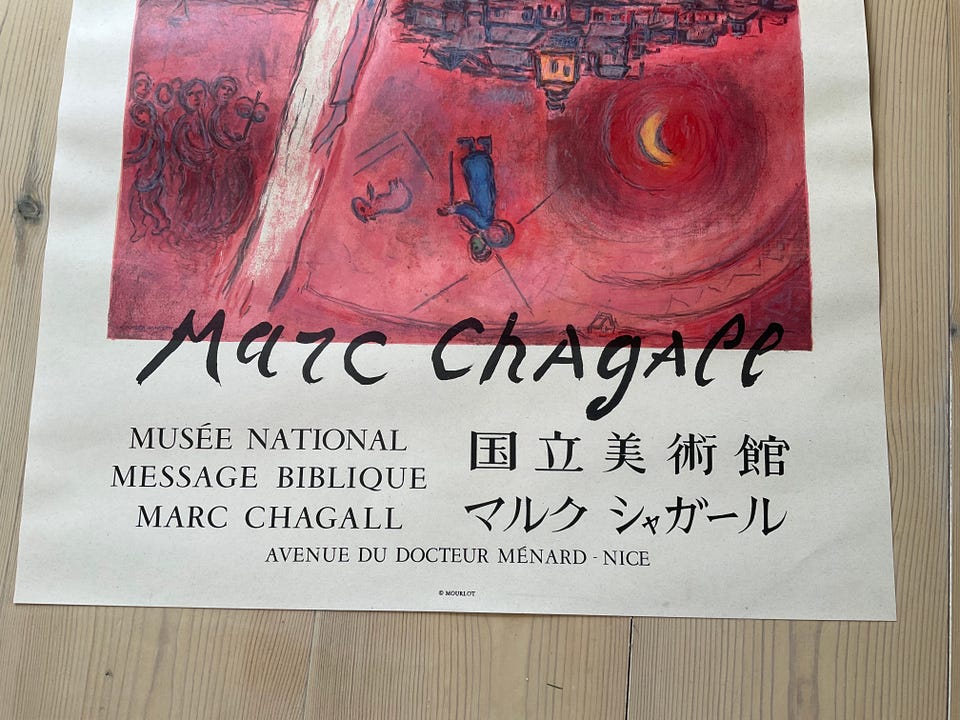 Marc Chagall
MUSÉE NATIONAL
MESSAGE BIBLIQUE
MARC CHAGALL
国立美術館
マルク シャガール
AVENUE DU DOCTEUR MÉNARD - NICE
© MOURLOT